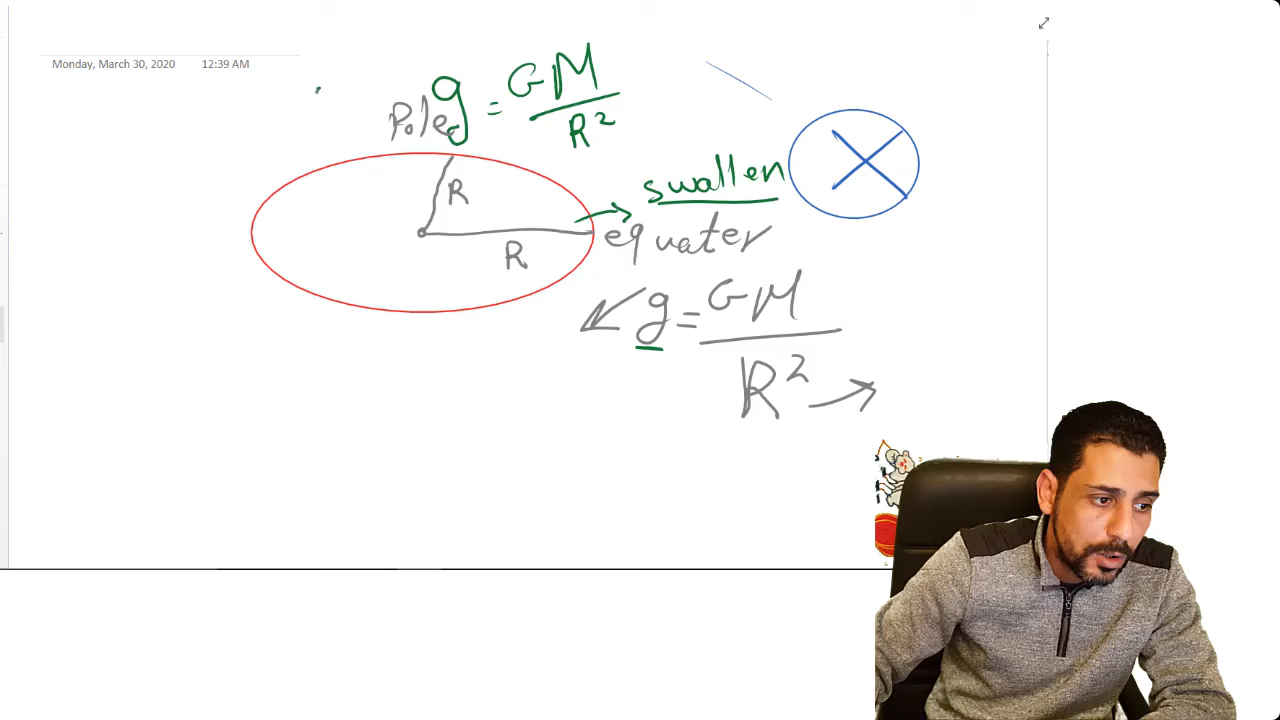 Monday, March 30, 2020 12:39 AM
Pole g = GM
R²
R
swallen
R
equater
g = GM
R²